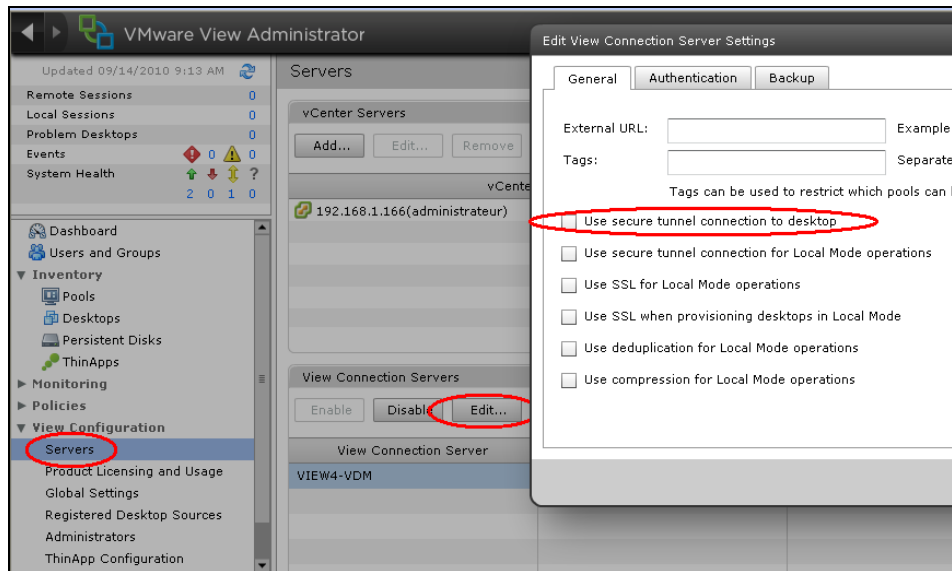 VMware View Administrator
Updated 09/14/2010 9:13 AM
Remote Sessions 0
Local Sessions 0
Problem Desktops 0
Events 0 0
System Health ?
2 0 1 0
Dashboard
Users and Groups
Inventory
Pools
Desktops
Persistent Disks
ThinApps
Monitoring
Policies
View Configuration
Servers
Product Licensing and Usage
Global Settings
Registered Desktop Sources
Administrators
ThinApp Configuration
Servers
vCenter Servers
Add... Edit... Remove
vCente
192.168.1.166(administrateur)
View Connection Servers
Enable Disable Edit...
View Connection Server
VIEW4-VDM
Edit View Connection Server Settings
General Authentication Backup
External URL: Example
Tags: Separate
Tags can be used to restrict which pools can
Use secure tunnel connection to desktop
Use secure tunnel connection for Local Mode operations
Use SSL for Local Mode operations
Use SSL when provisioning desktops in Local Mode
Use deduplication for Local Mode operations
Use compression for Local Mode operations